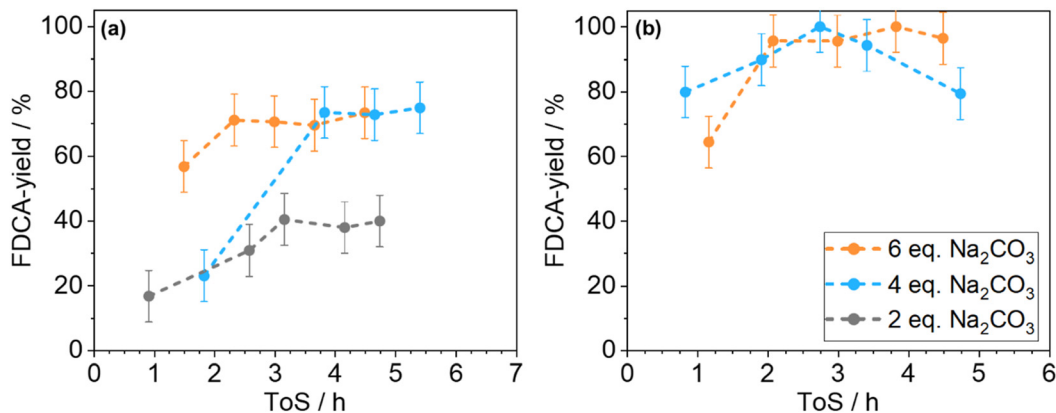 (a)
FDCA-yield / %
100
80
60
40
20
0
0 1 2 3 4 5 6 7
ToS / h
(b)
FDCA-yield / %
100
80
60
40
20
0
6 eq. Na₂CO₃
4 eq. Na₂CO₃
2 eq. Na₂CO₃
0 1 2 3 4 5 6
ToS / h